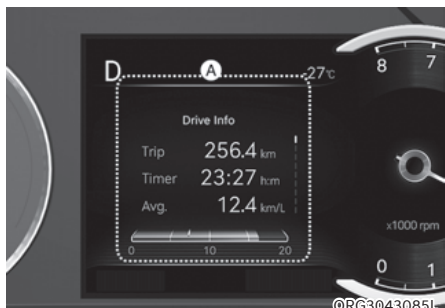 D A -27℃ 8 7
Drive Info
Trip 256.4 km
Timer 23:27 h:m
Avg. 12.4 km/L
0 10 20
x1000 rpm
0 1
ORG3043085L